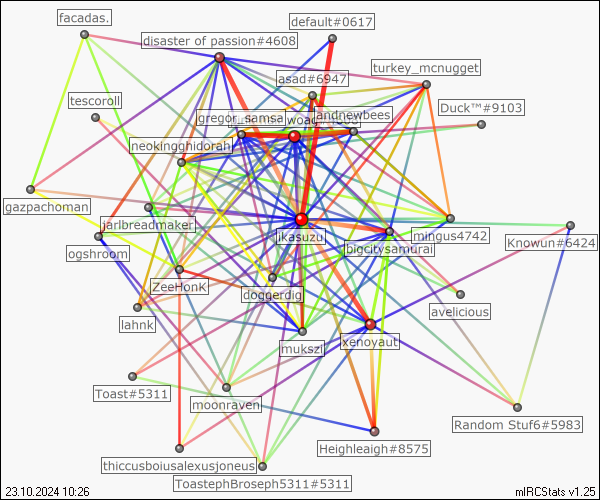 default#0617
facadas.
disaster of passion#4608
turkey_mcnugget
asad#6947
tescoroll
Duck™#9103
gregor_samsa
andnewbees
neokingghidorah
gazpachoman
jarlbreadmaker
jkasuzu
mingus4742
Knowun#6424
bigcitysamurai
ogshroom
ZeeHonK
doggerdig
avelicious
lahnk
mukszi
xenoyaut
Toast#5311
moonraven
Random Stuf6#5983
Heighleaigh#8575
thiccusboiusalexusjoneus
ToastephBroseph5311#5311
23.10.2024 10:26
mIRCStats v1.25